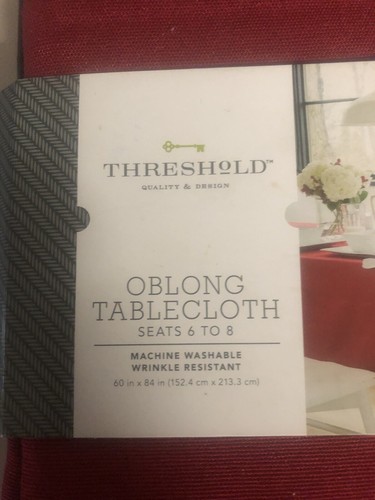 THRESHOLD™
QUALITY & DESIGN
OBLONG
TABLECLOTH
SEATS 6 TO 8
MACHINE WASHABLE
WRINKLE RESISTANT
60 in x 84 in (152.4 cm x 213.3 cm)